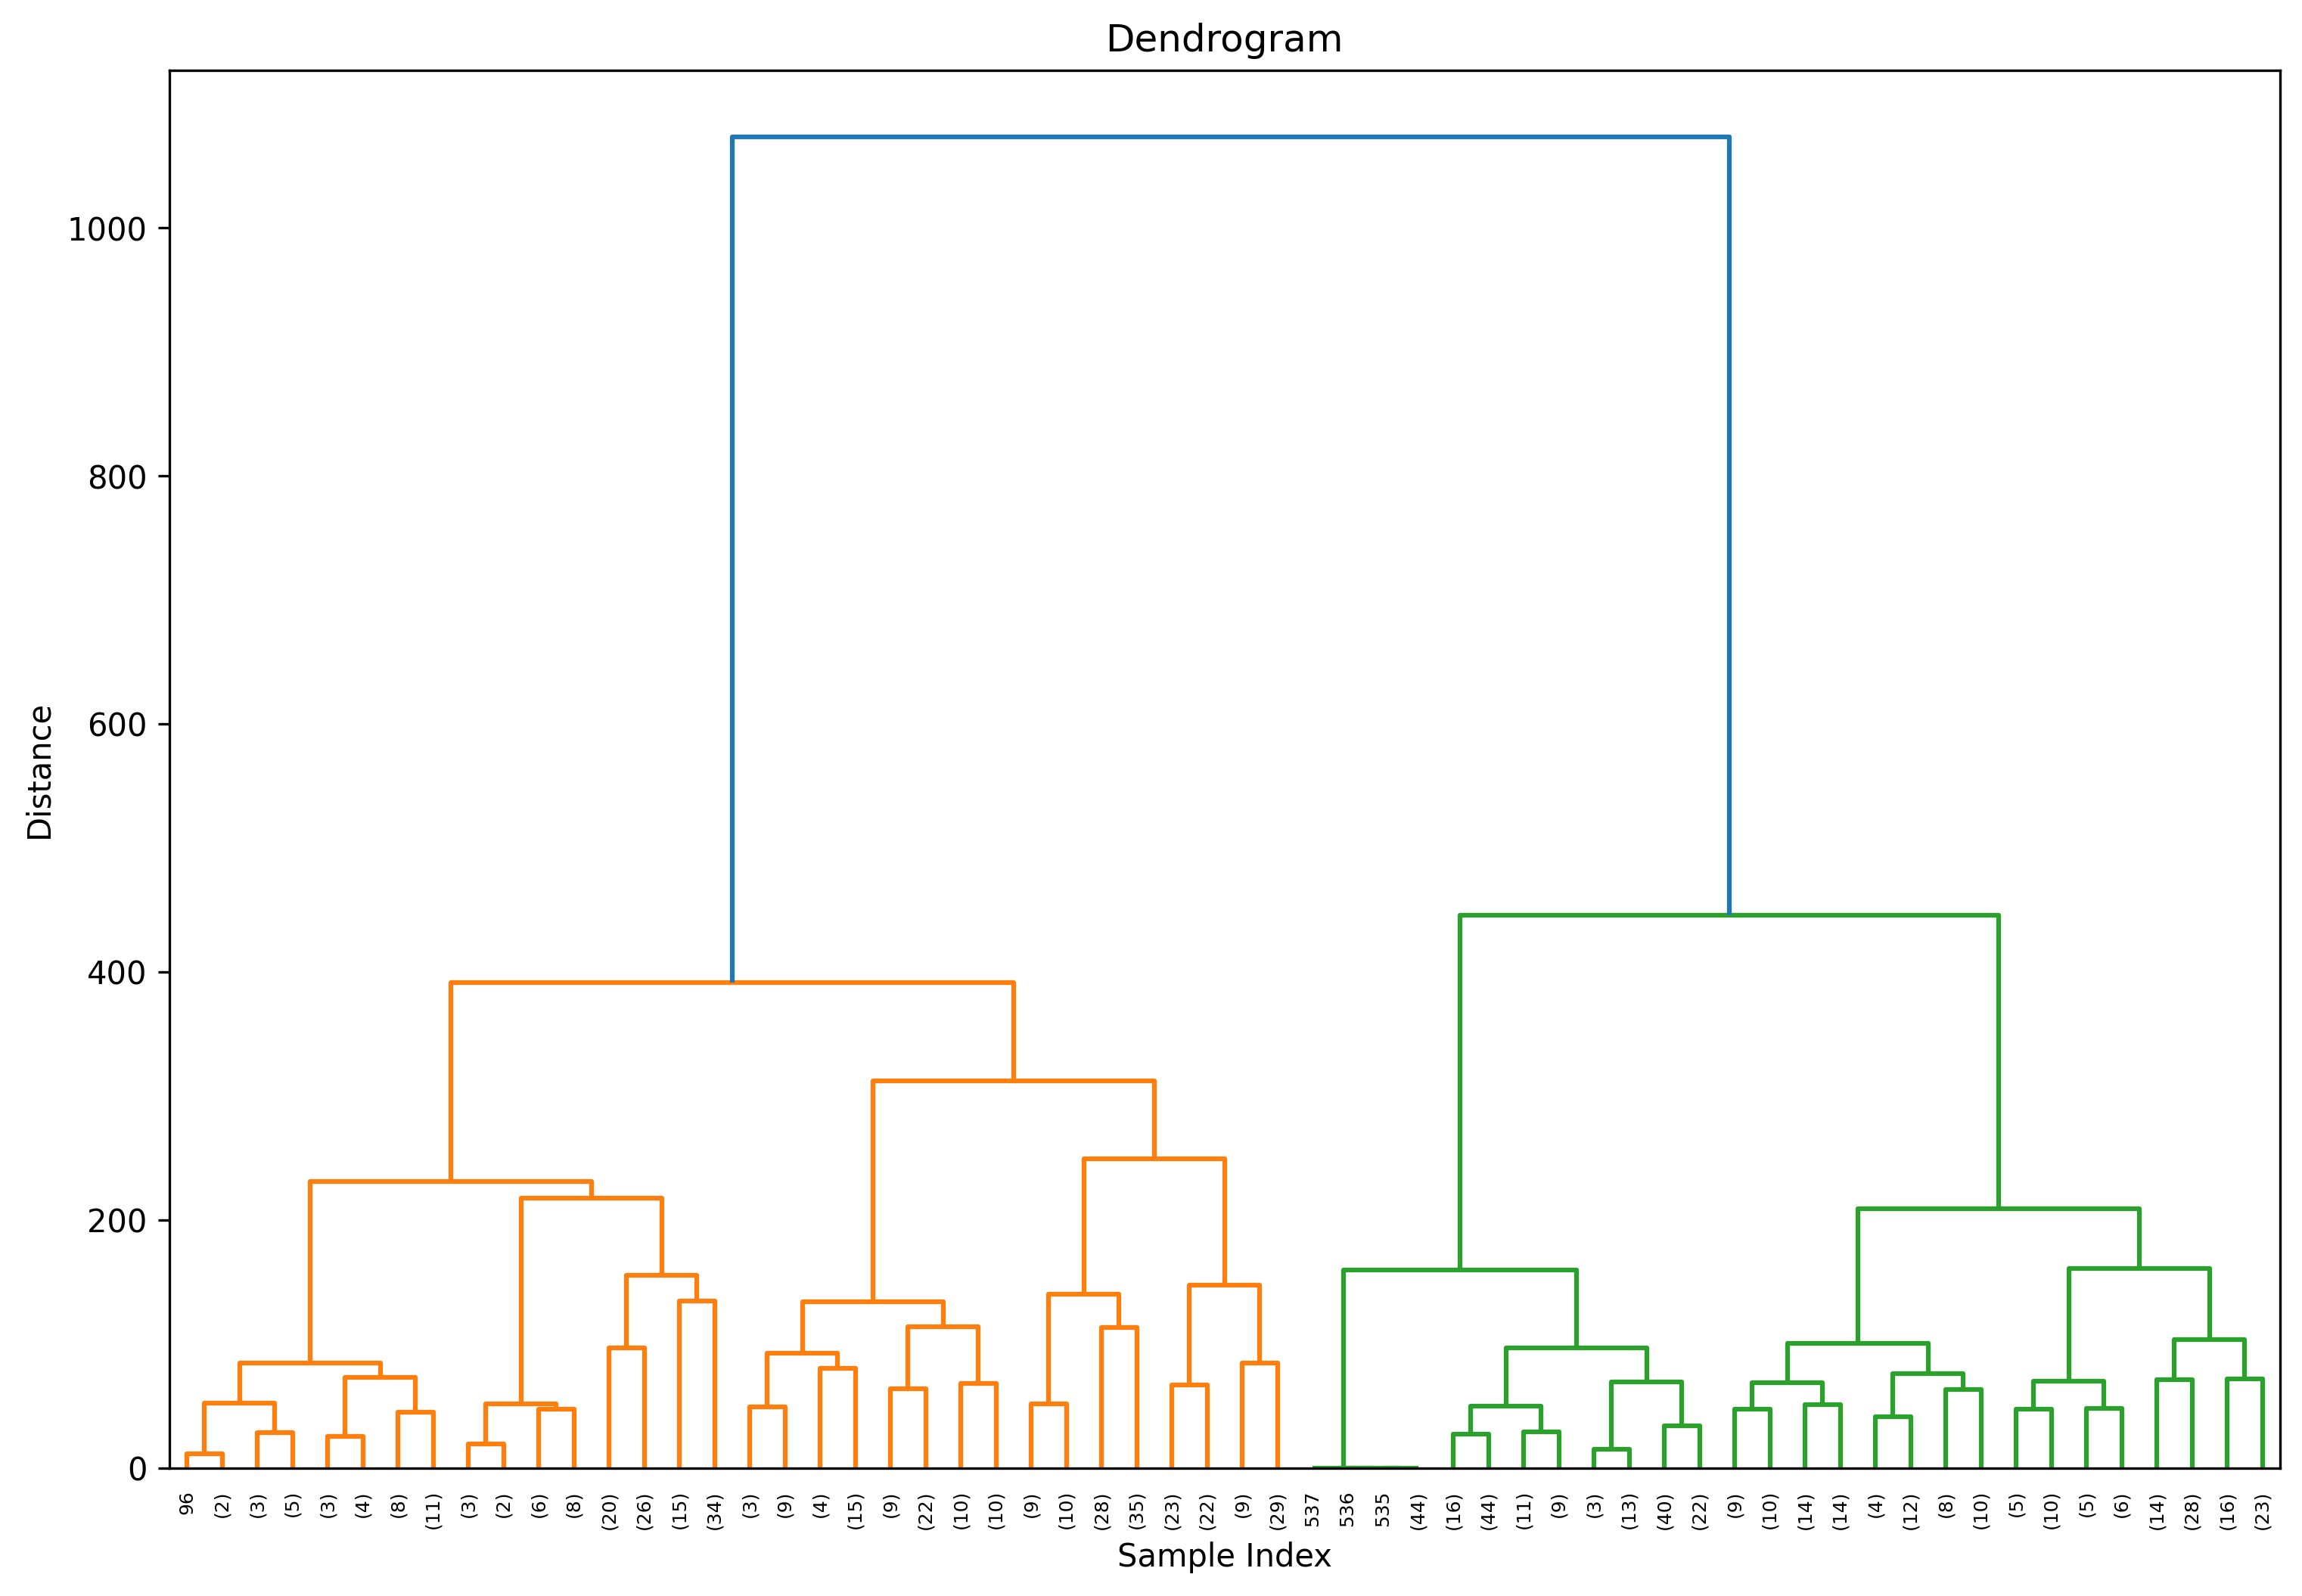 Dendrogram
Distance
1000
800
600
400
200
0
96 (2) (3) (5) (3) (4) (8) (11) (3) (2) (6) (8) (20) (26) (15) (34) (3) (9) (4) (15) (9) (22) (10) (10) (9) (10) (28) (35) (23) (22) (9) (29) 537 536 535 (44) (16) (44) (11) (9) (3) (13) (40) (22) (9) (10) (14) (14) (4) (12) (8) (10) (5) (10) (5) (6) (14) (28) (16) (23)
Sample Index